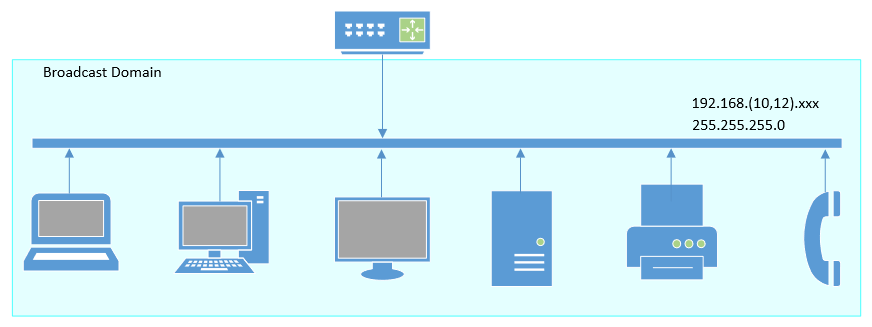 Broadcast Domain
192.168.(10,12).xxx
255.255.255.0